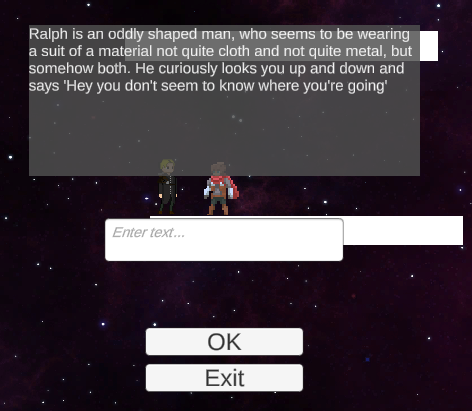 Ralph is an oddly shaped man, who seems to be wearing
a suit of a material not quite cloth and not quite metal, but
somehow both. He curiously looks you up and down and
says 'Hey you don't seem to know where you're going'
Enter text...
OK
Exit